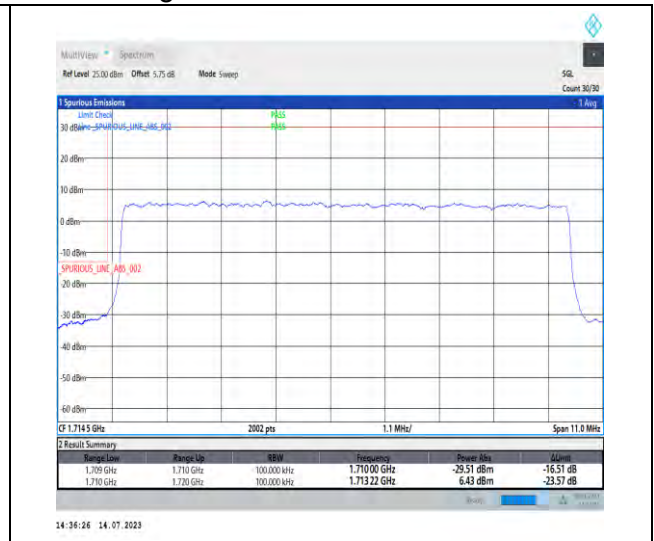 MultiView Spectrum
Ref Level 25.00 dBm Offset 5.75 dB Mode Sweep SGL
Count 30/30
1 Spurious Emissions 1 Avg
Limit Check PASS
30 dBm Line _SPURIOUS_LINE_ABS_002 PASS
20 dBm
10 dBm
0 dBm
-10 dBm
_SPURIOUS_LINE_ABS_002
-20 dBm
-30 dBm
-40 dBm
-50 dBm
-60 dBm
CF 1.7145 GHz 2002 pts 1.1 MHz/ Span 11.0 MHz
2 Result Summary
Range Low Range Up RBW Frequency Power Abs ΔLimit
1.709 GHz 1.710 GHz 100.000 kHz 1.71000 GHz -29.51 dBm -16.51 dB
1.710 GHz 1.720 GHz 100.000 kHz 1.71322 GHz 6.43 dBm -23.57 dB
14:36:26 14.07.2023